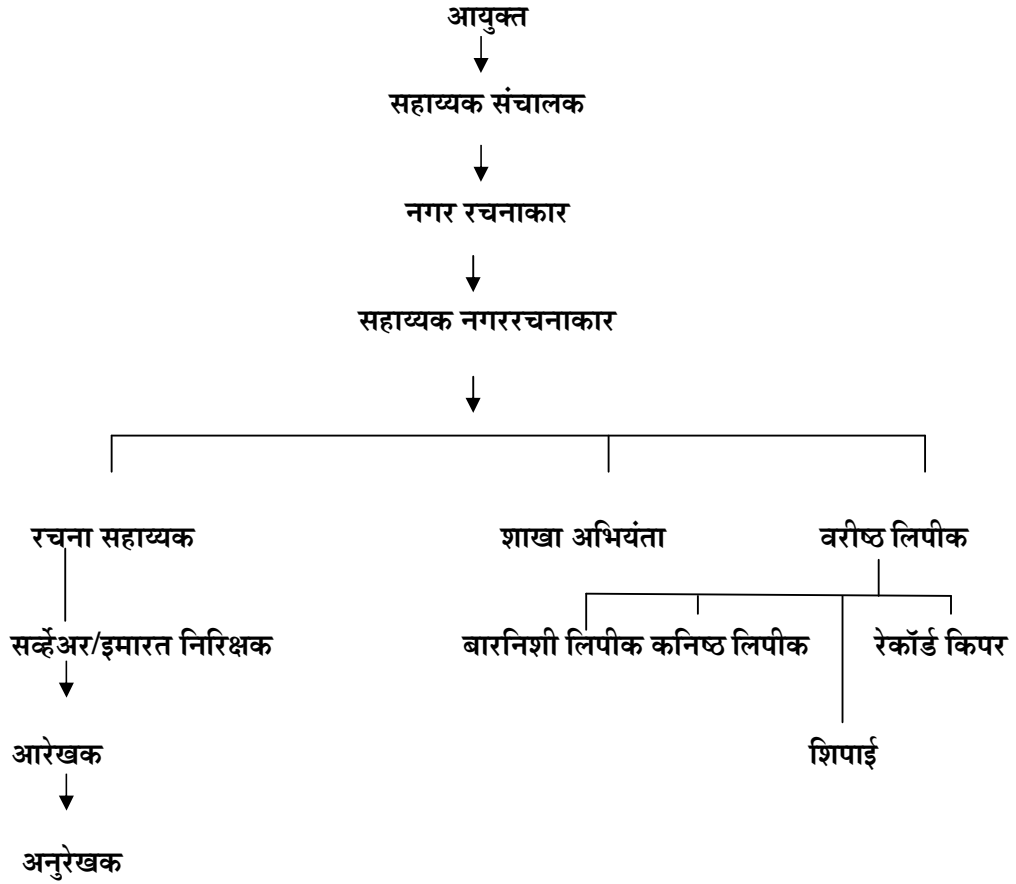 आयुक्त
सहाय्यक संचालक
नगर रचनाकार
सहाय्यक नगररचनाकार
रचना सहाय्यक शाखा अभियंता वरीष्ठ लिपीक
सर्व्हेअर/इमारत निरिक्षक बारनिशी लिपीक कनिष्ठ लिपीक रेकॉर्ड किपर
आरेखक शिपाई
अनुरेखक